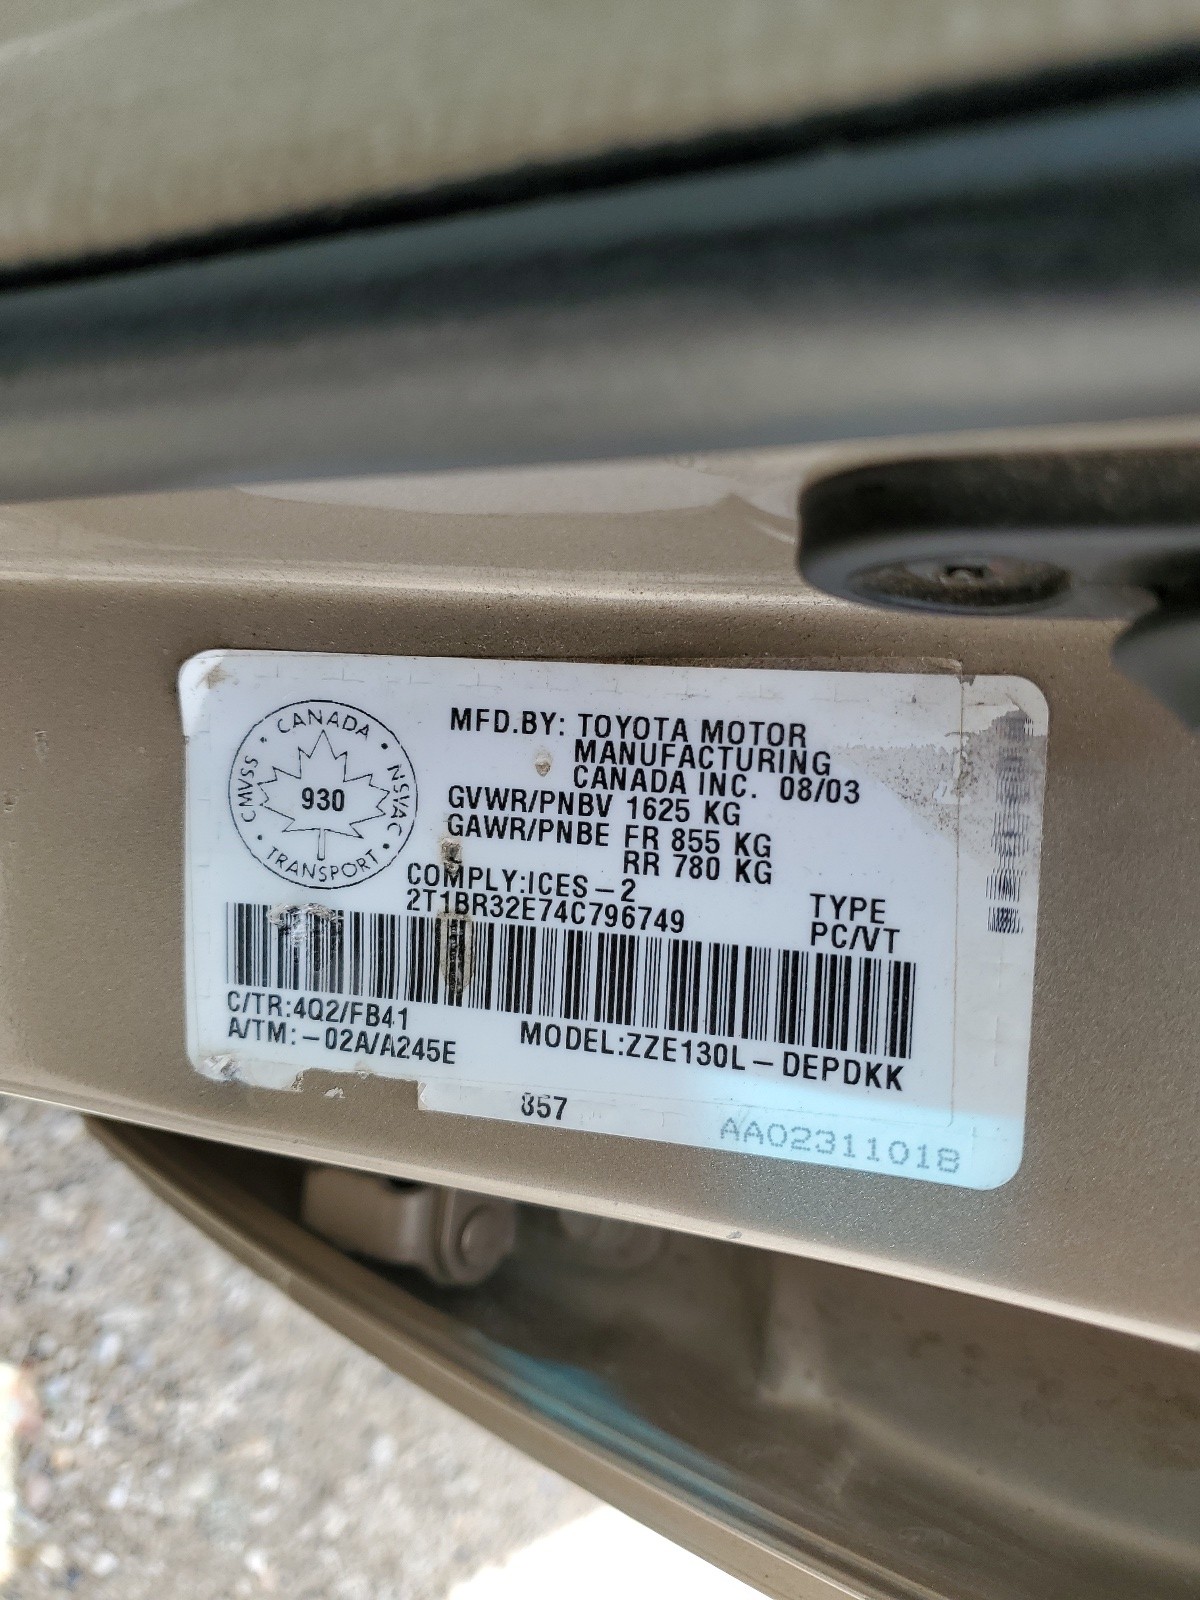 CANADA
CMVSS · NSVAC
930
TRANSPORT
MFD.BY: TOYOTA MOTOR
MANUFACTURING
CANADA INC. 08/03
GVWR/PNBV 1625 KG
GAWR/PNBE FR 855 KG
RR 780 KG
COMPLY:ICES-2
2T1BR32E74C796749
TYPE
PC/VT
C/TR:4Q2/FB41
A/TM:-02A/A245E
MODEL:ZZE130L-DEPDKK
857
AA02311018